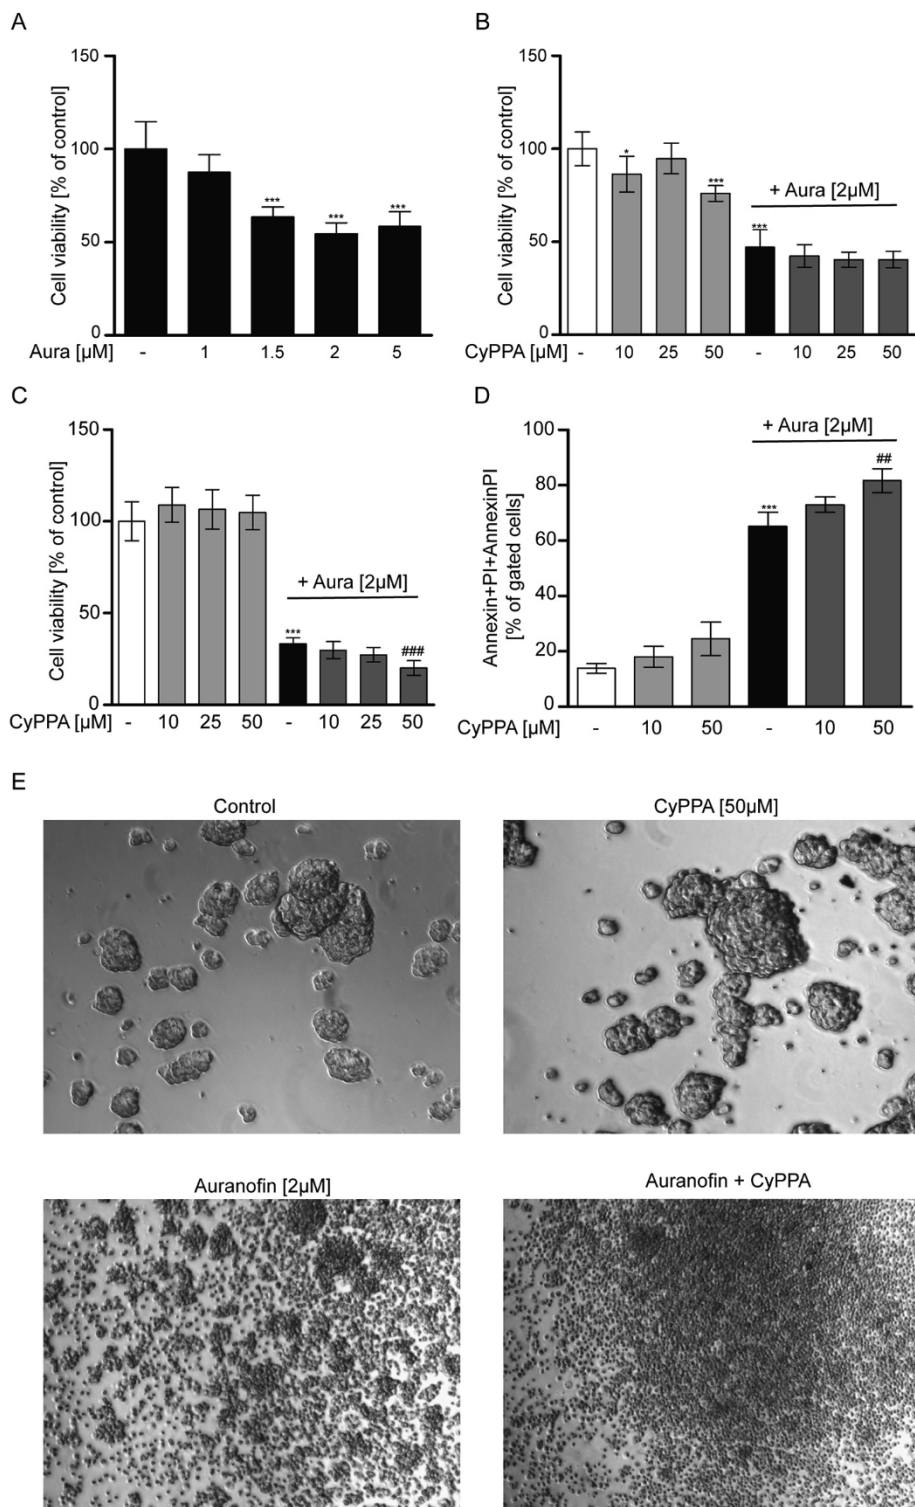 A
150
100
50
0
Cell viability [% of control]
***
***
***
Aura [µM]
- 1 1.5 2 5
B
150
100
50
0
Cell viability [% of control]
*
***
+ Aura [2µM]
***
CyPPA [µM]
- 10 25 50 - 10 25 50
C
150
100
50
0
Cell viability [% of control]
+ Aura [2µM]
***
###
CyPPA [µM]
- 10 25 50 - 10 25 50
D
100
80
60
40
20
0
Annexin+PI+AnnexinPI
[% of gated cells]
+ Aura [2µM]
***
##
CyPPA [µM]
- 10 50 - 10 50
E
Control
CyPPA [50µM]
Auranofin [2µM]
Auranofin + CyPPA